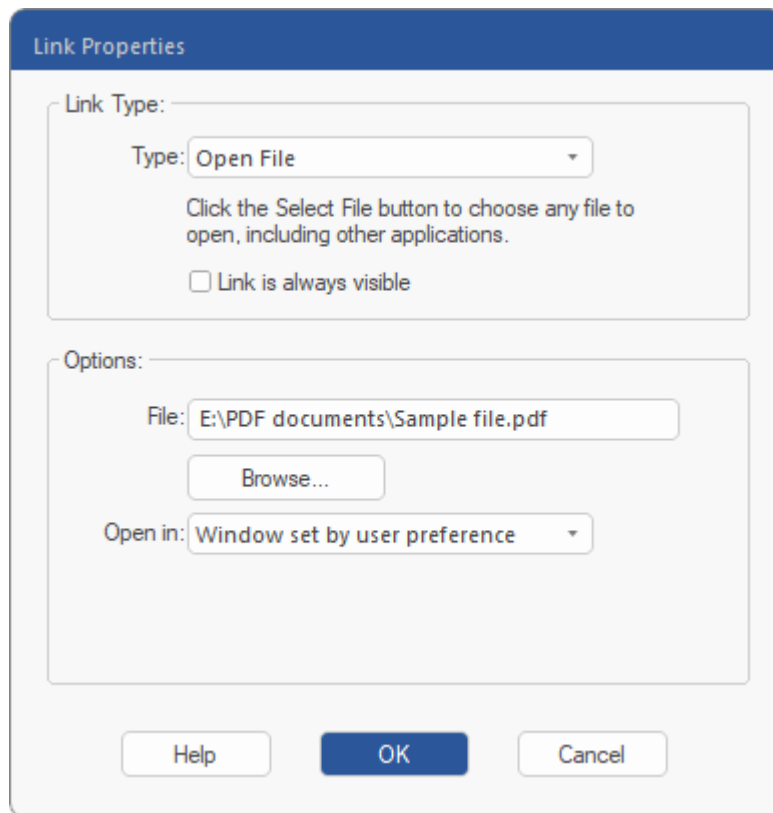 Link Properties
Link Type:
Type: Open File
Click the Select File button to choose any file to
open, including other applications.
Link is always visible
Options:
File: E:\PDF documents\Sample file.pdf
Browse...
Open in: Window set by user preference
Help OK Cancel